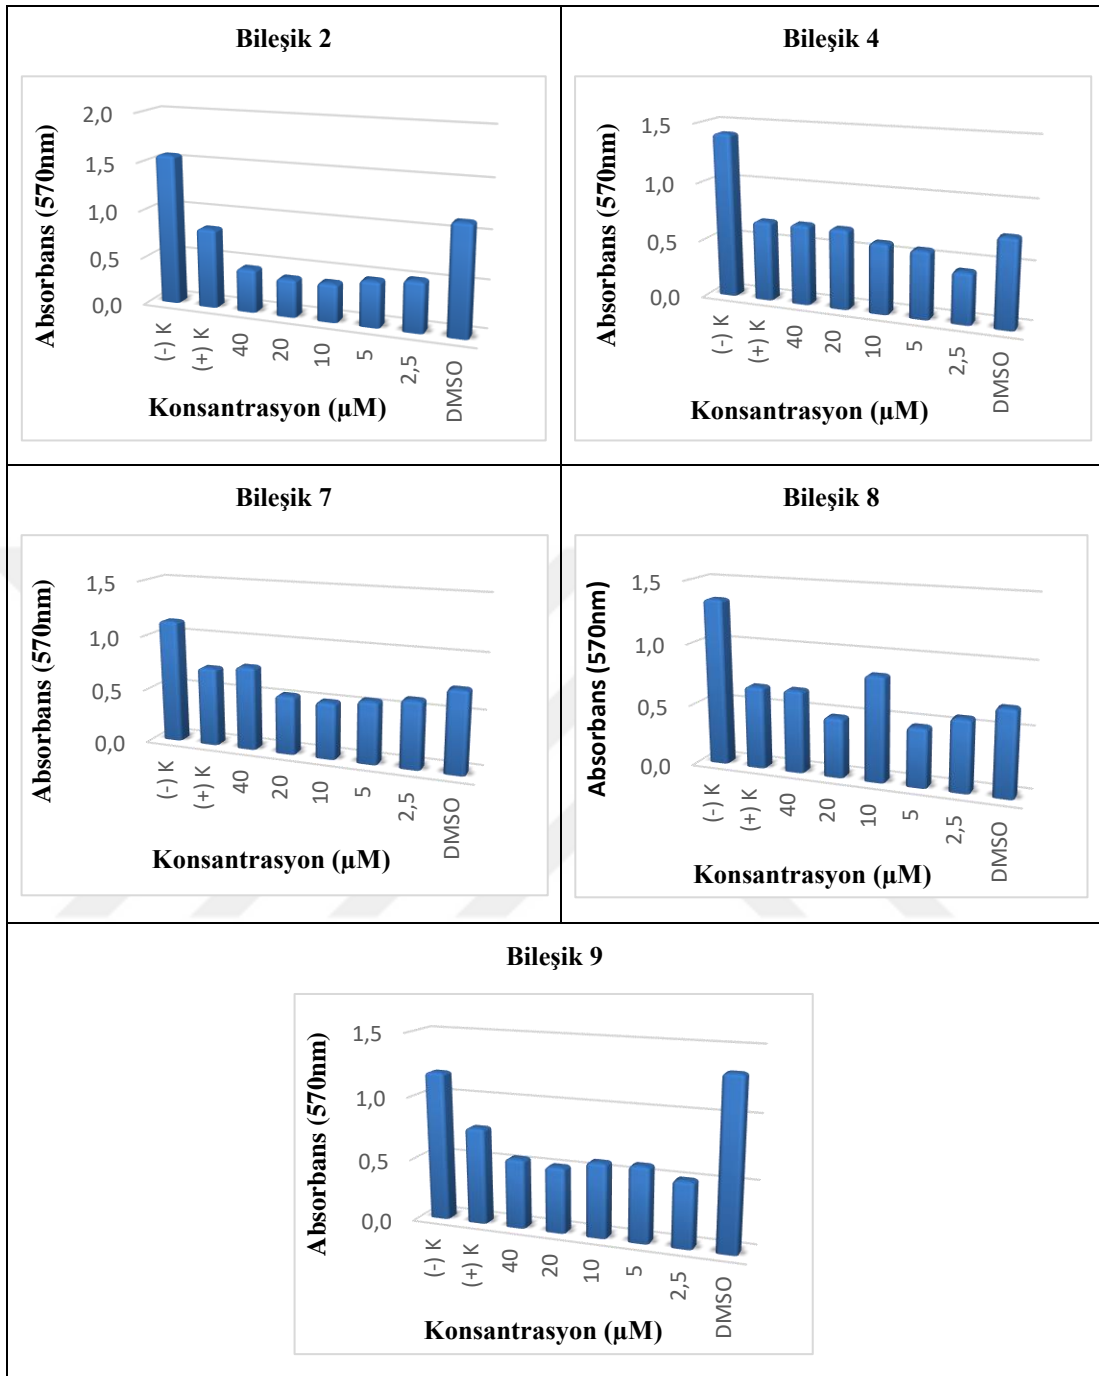 Bileşik 2
Absorbans (570nm)
2,0
1,5
1,0
0,5
0,0
(-) K
(+) K
40
20
10
5
2,5
DMSO
Konsantrasyon (µM)
Bileşik 4
Absorbans (570nm)
1,5
1,0
0,5
0,0
(-) K
(+) K
40
20
10
5
2,5
DMSO
Konsantrasyon (µM)
Bileşik 7
Absorbans (570nm)
1,5
1,0
0,5
0,0
(-) K
(+) K
40
20
10
5
2,5
DMSO
Konsantrasyon (µM)
Bileşik 8
Absorbans (570nm)
1,5
1,0
0,5
0,0
(-) K
(+) K
40
20
10
5
2,5
DMSO
Konsantrasyon (µM)
Bileşik 9
Absorbans (570nm)
1,5
1,0
0,5
0,0
(-) K
(+) K
40
20
10
5
2,5
DMSO
Konsantrasyon (µM)